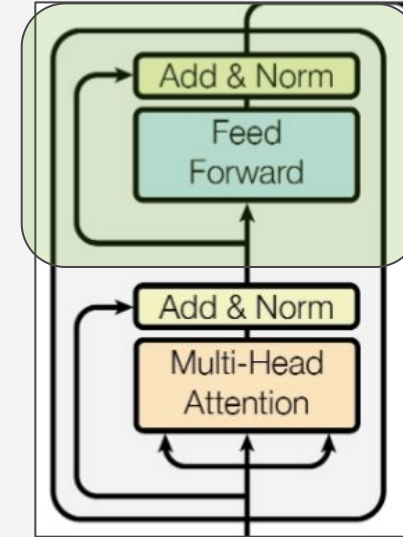 Add & Norm
Feed
Forward
Add & Norm
Multi-Head
Attention